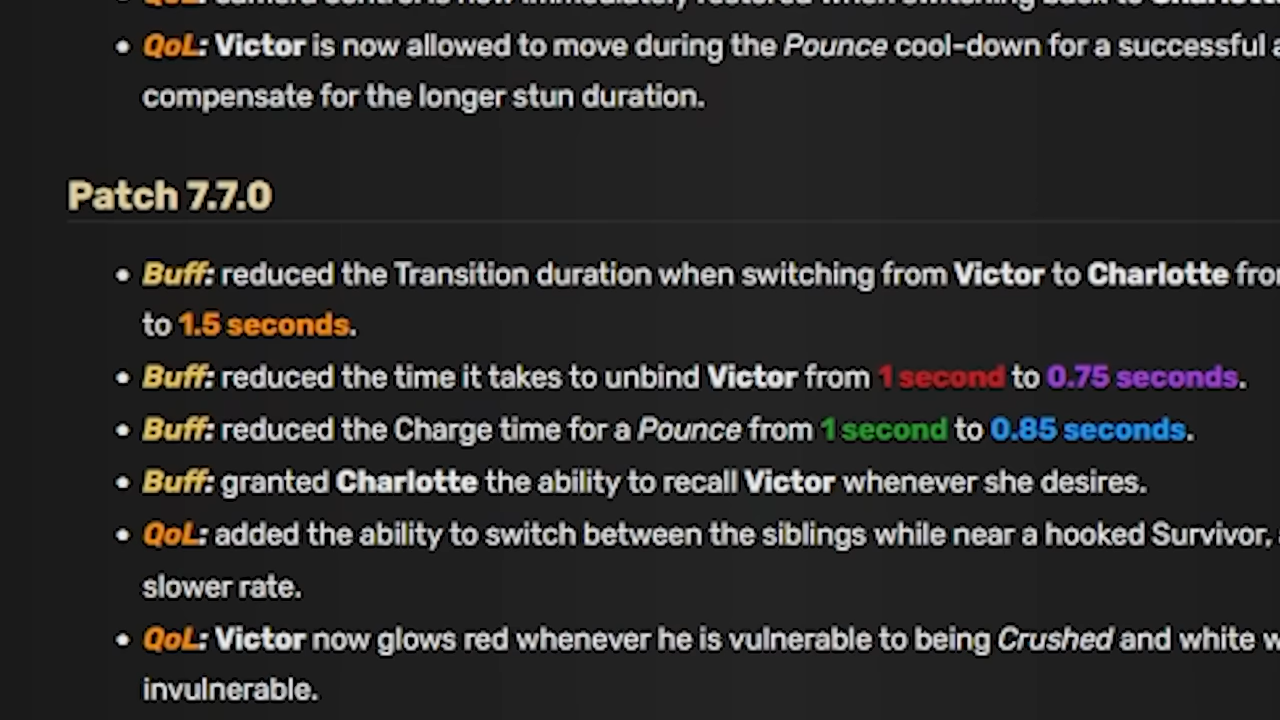 QoL: Victor is now allowed to move during the Pounce cool-down for a successful
compensate for the longer stun duration.
Patch 7.7.0
• Buff: reduced the Transition duration when switching from Victor to Charlotte
to 1.5 seconds.
• Buff: reduced the time it takes to unbind Victor from 1 second to 0.75 seconds.
• Buff: reduced the Charge time for a Pounce from 1 second to 0.85 seconds.
• Buff: granted Charlotte the ability to recall Victor whenever she desires.
• QoL: added the ability to switch between the siblings while near a hooked Survivor,
slower rate.
• QoL: Victor now glows red whenever he is vulnerable to being Crushed and white
invulnerable.